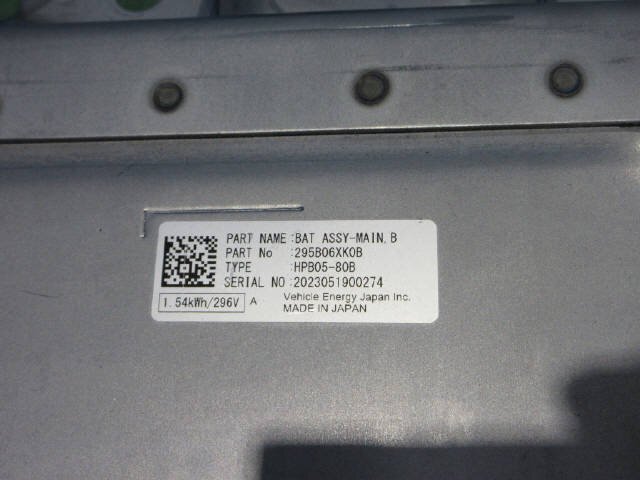 PART NAME :BAT ASSY-MAIN, B
PART No :295B06XK0B
TYPE :HPB05-80B
SERIAL NO :2023051900274
1.54kWh/296V A Vehicle Energy Japan Inc.
MADE IN JAPAN